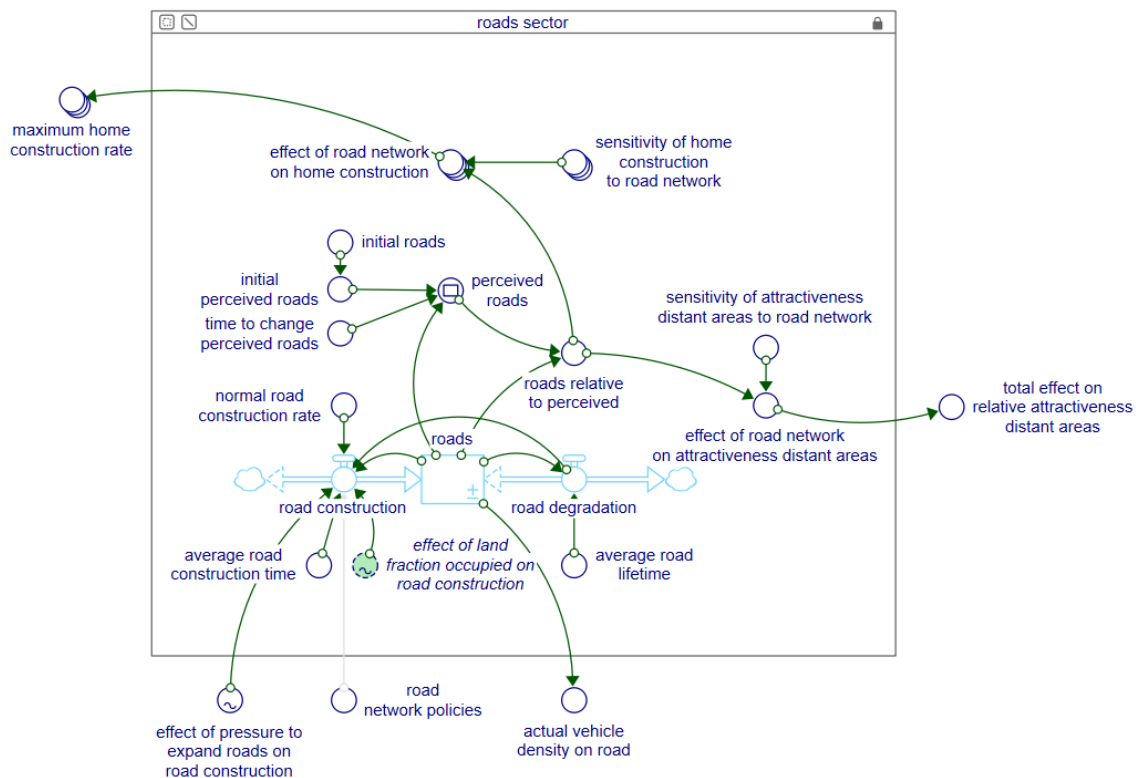 roads sector
maximum home
construction rate
effect of road network
on home construction
sensitivity of home
construction
to road network
initial roads
initial
perceived roads
perceived
roads
time to change
perceived roads
sensitivity of attractiveness
distant areas to road network
roads relative
to perceived
normal road
construction rate
total effect on
relative attractiveness
distant areas
effect of road network
on attractiveness distant areas
roads
road construction
road degradation
average road
construction time
effect of land
fraction occupied on
road construction
average road
lifetime
effect of pressure to
expand roads on
road construction
road
network policies
actual vehicle
density on road